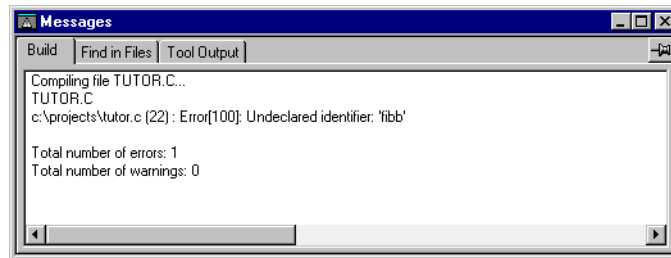 Messages
Build Find in Files Tool Output
Compiling file TUTOR.C...
TUTOR.C
c:\projects\tutor.c (22) : Error[100]: Undeclared identifier: 'fibb'
Total number of errors: 1
Total number of warnings: 0